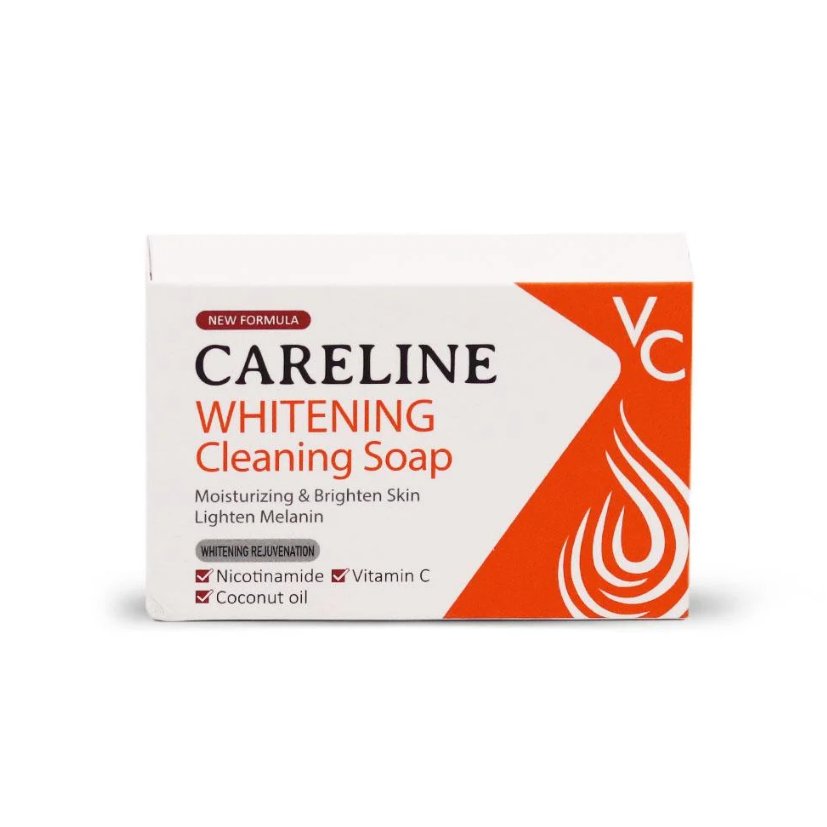 NEW FORMULA
VC
CARELINE
WHITENING
Cleaning Soap
Moisturizing & Brighten Skin
Lighten Melanin
WHITENING REJUVENATION
Nicotinamide Vitamin C
Coconut oil